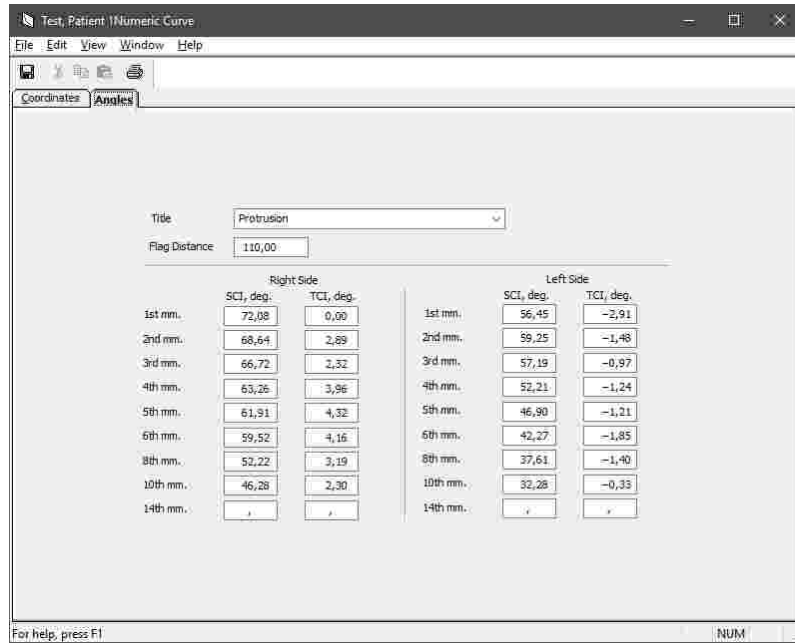 Test, Patient 1Numeric Curve
File Edit View Window Help
Coordinates Angles
Title Protrusion
Flag Distance 110,00
Right Side Left Side
SCI, deg. TCI, deg. SCI, deg. TCI, deg.
1st mm. 72,08 0,00 1st mm. 56,45 −2,91
2nd mm. 68,64 2,89 2nd mm. 59,25 −1,48
3rd mm. 66,72 2,32 3rd mm. 57,19 −0,97
4th mm. 63,26 3,96 4th mm. 52,21 −1,24
5th mm. 61,91 4,32 5th mm. 46,90 −1,21
6th mm. 59,52 4,16 6th mm. 42,27 −1,85
8th mm. 52,22 3,19 8th mm. 37,61 −1,40
10th mm. 46,28 2,30 10th mm. 32,28 −0,33
14th mm. , , 14th mm. , ,
For help, press F1 NUM